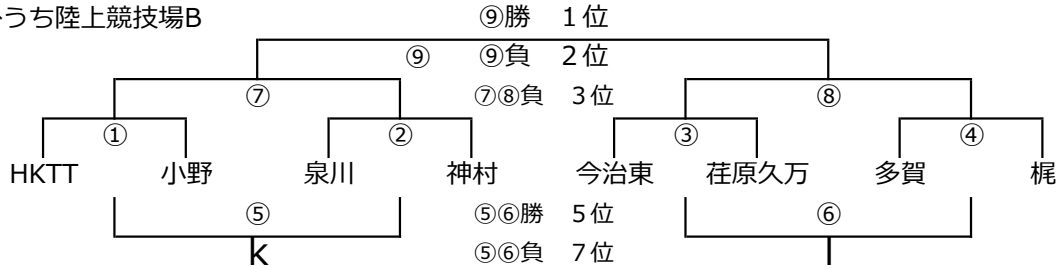 うち陸上競技場B ⑨勝 1位
⑨ ⑨負 2位
⑦ ⑦⑧負 3位 ⑧
① ② ③ ④
HKTT 小野 泉川 神村 今治東 荏原久万 多賀 梶
⑤ ⑤⑥勝 5位 ⑥
K ⑤⑥負 7位